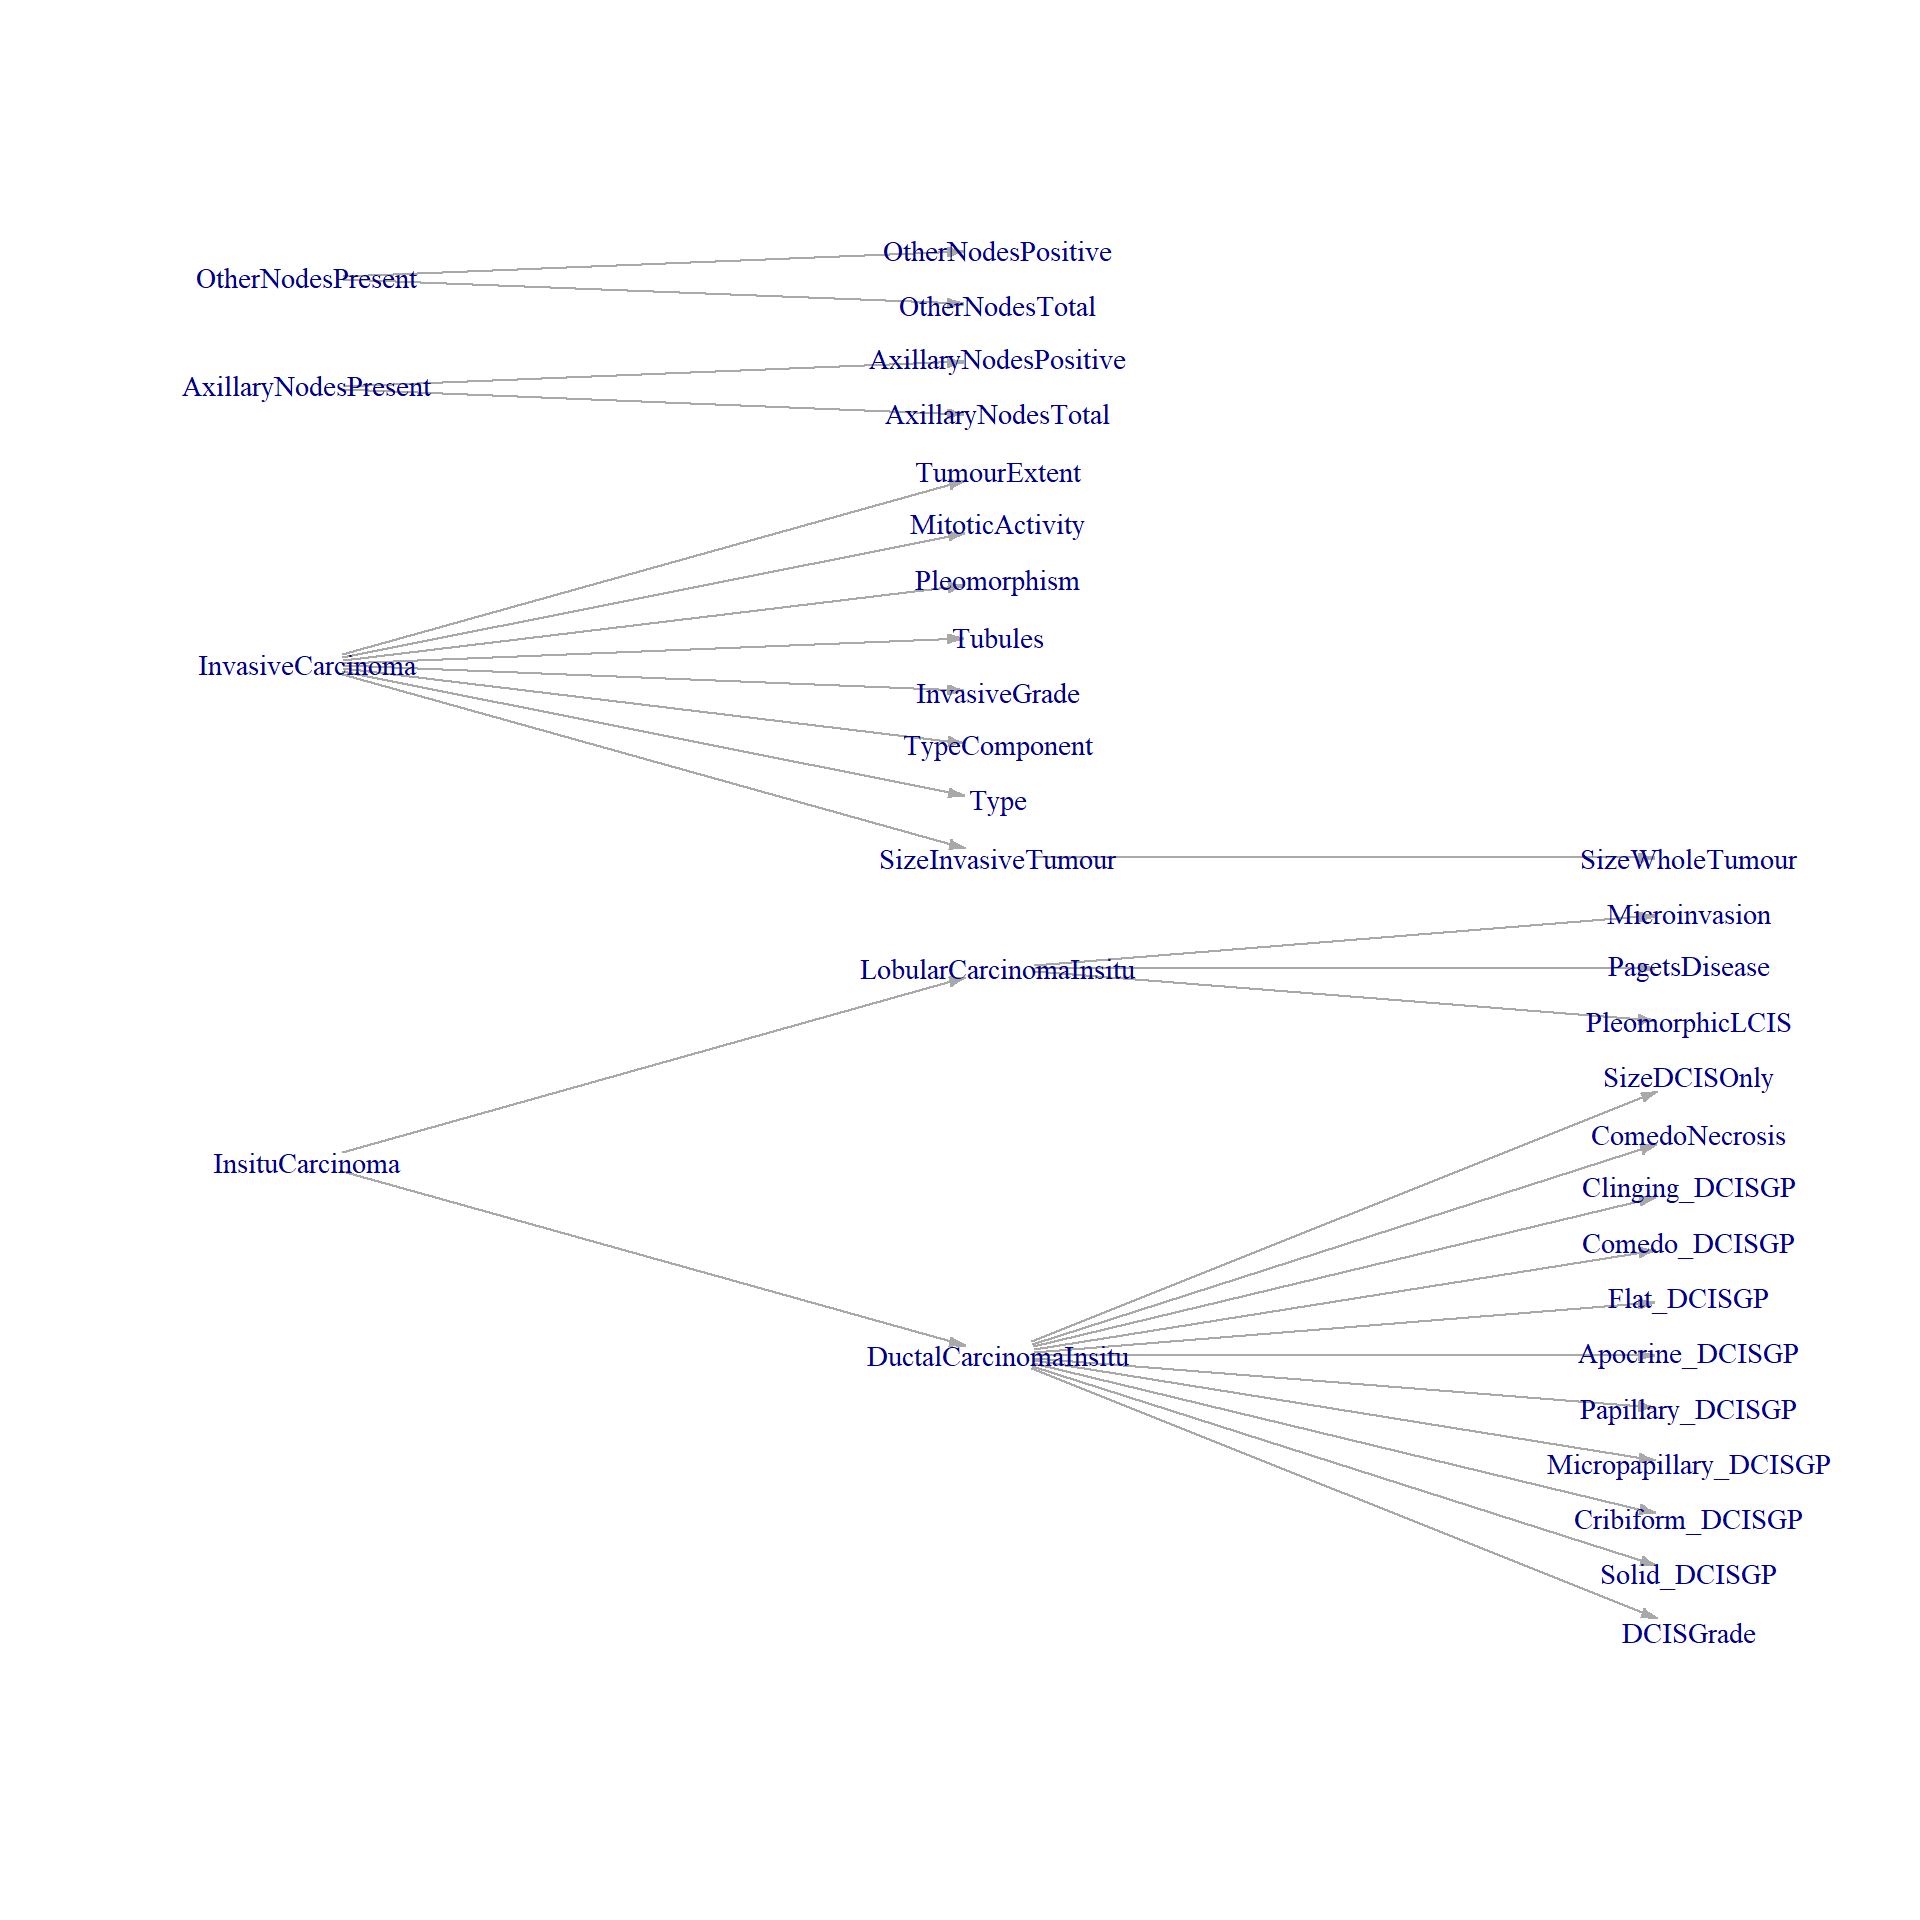 OtherNodesPresent
AxillaryNodesPresent
InvasiveCarcinoma
InsituCarcinoma
OtherNodesPositive
OtherNodesTotal
AxillaryNodesPositive
AxillaryNodesTotal
TumourExtent
MitoticActivity
Pleomorphism
Tubules
InvasiveGrade
TypeComponent
Type
SizeInvasiveTumour
LobularCarcinomaInsitu
DuctalCarcinomaInsitu
SizeWholeTumour
Microinvasion
PagetsDisease
PleomorphicLCIS
SizeDCISOnly
ComedoNecrosis
Clinging_DCISGP
Comedo_DCISGP
Flat_DCISGP
Apocrine_DCISGP
Papillary_DCISGP
Micropapillary_DCISGP
Cribiform_DCISGP
Solid_DCISGP
DCISGrade